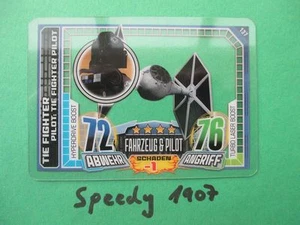 TIE FIGHTER
PILOT: TIE FIGHTER PILOT
137
HYPERDRIVE BOOST
72
ABWEHR
FAHRZEUG & PILOT
SCHADEN
-1
76
ANGRIFF
TURBO LASER BOOST
Speedy 1907